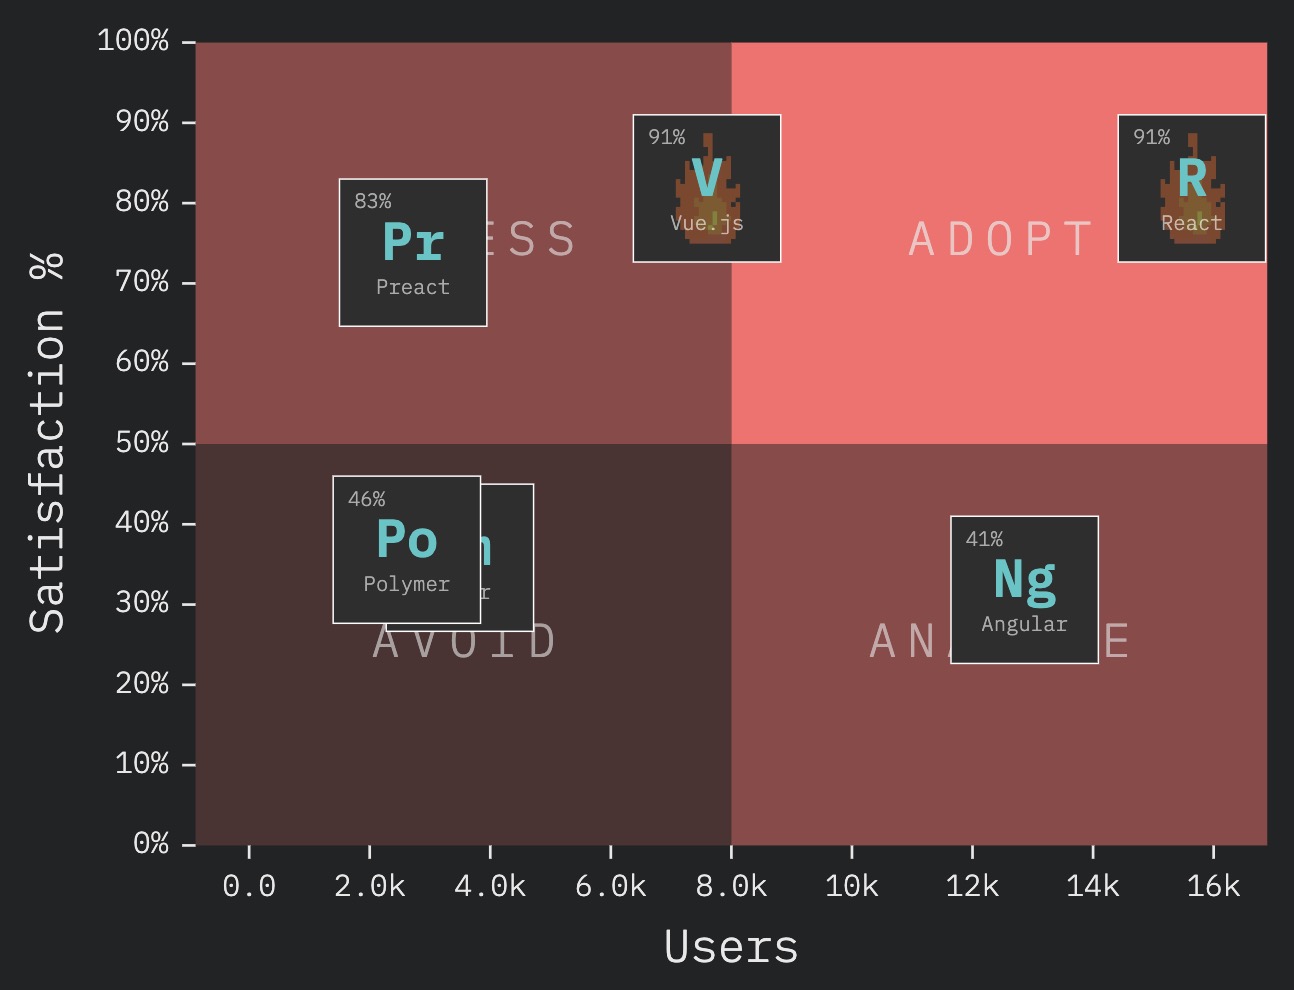 100%
90%
80%
70%
60%
50%
40%
30%
20%
10%
0%
Satisfaction %
91%
V
Vue.js
91%
R
React
83%
Pr
Preact
ESS
ADOPT
46%
Po
Polymer
41%
Ng
Angular
AVOID
0.0 2.0k 4.0k 6.0k 8.0k 10k 12k 14k 16k
Users